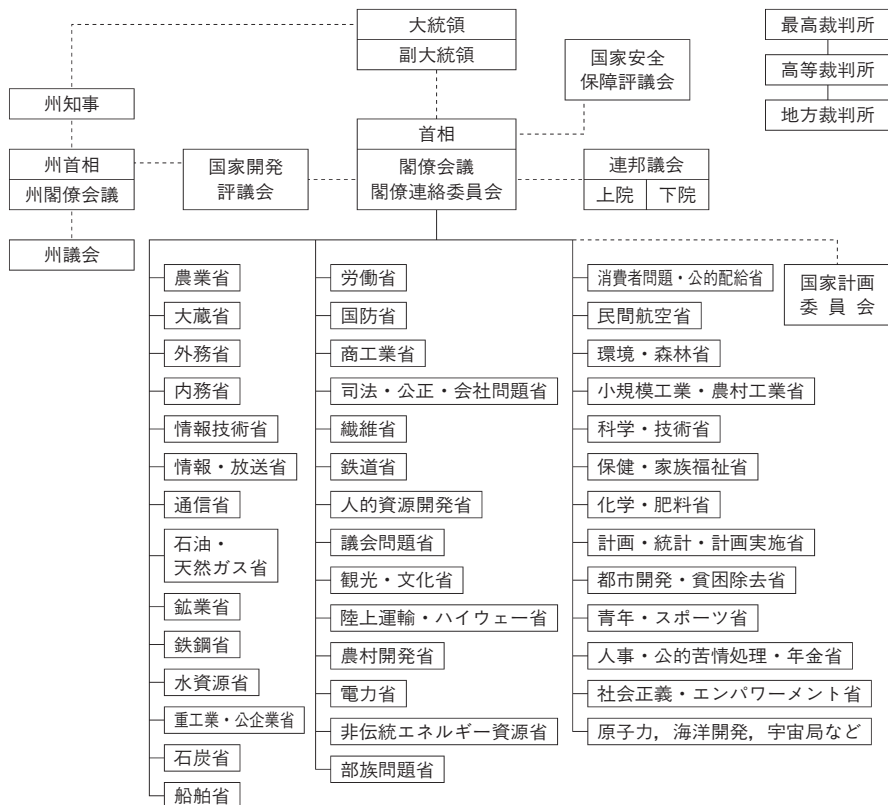 大統領
副大統領
国家安全
保障評議会
最高裁判所
高等裁判所
地方裁判所
州知事
州首相
州閣僚会議
州議会
国家開発
評議会
首相
閣僚会議
閣僚連絡委員会
連邦議会
上院
下院
国家計画
委員会
農業省
大蔵省
外務省
内務省
情報技術省
情報・放送省
通信省
石油・
天然ガス省
鉱業省
鉄鋼省
水資源省
重工業・公企業省
石炭省
船舶省
労働省
国防省
商工業省
司法・公正・会社問題省
繊維省
鉄道省
人的資源開発省
議会問題省
観光・文化省
陸上運輸・ハイウェー省
農村開発省
電力省
非伝統エネルギー資源省
部族問題省
消費者問題・公的配給省
民間航空省
環境・森林省
小規模工業・農村工業省
科学・技術省
保健・家族福祉省
化学・肥料省
計画・統計・計画実施省
都市開発・貧困除去省
青年・スポーツ省
人事・公的苦情処理・年金省
社会正義・エンパワーメント省
原子力，海洋開発，宇宙局など